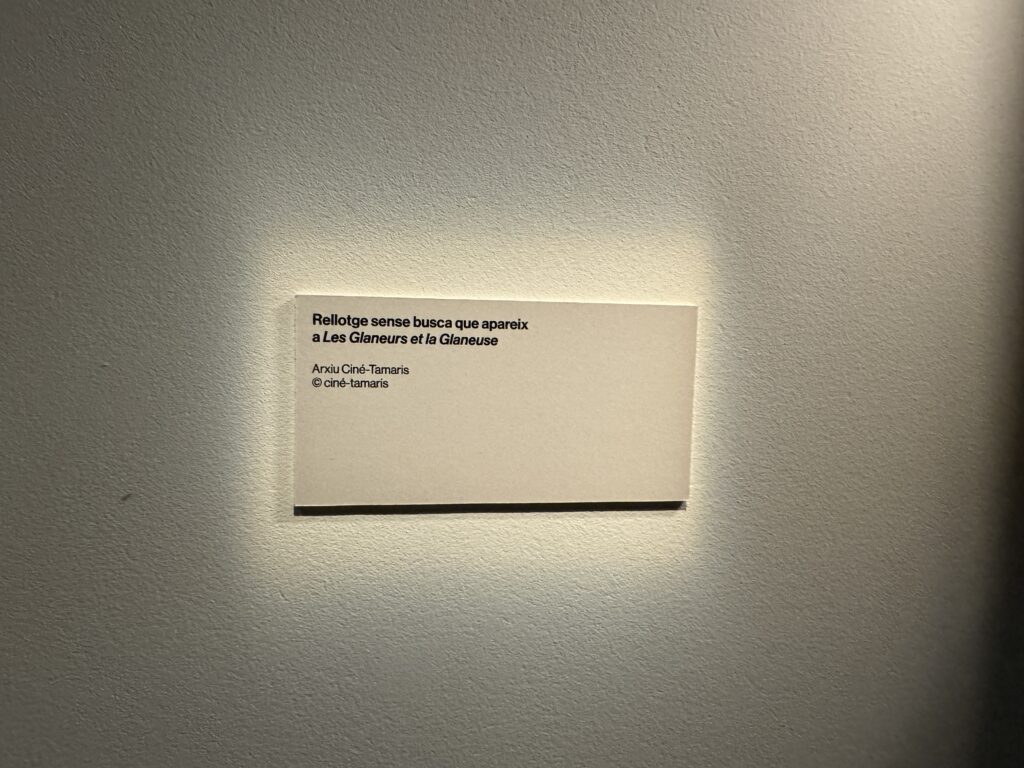 Rellotge sense busca que apareix
a Les Glaneurs et la Glaneuse
Arxiu Ciné-Tamaris
© ciné-tamaris